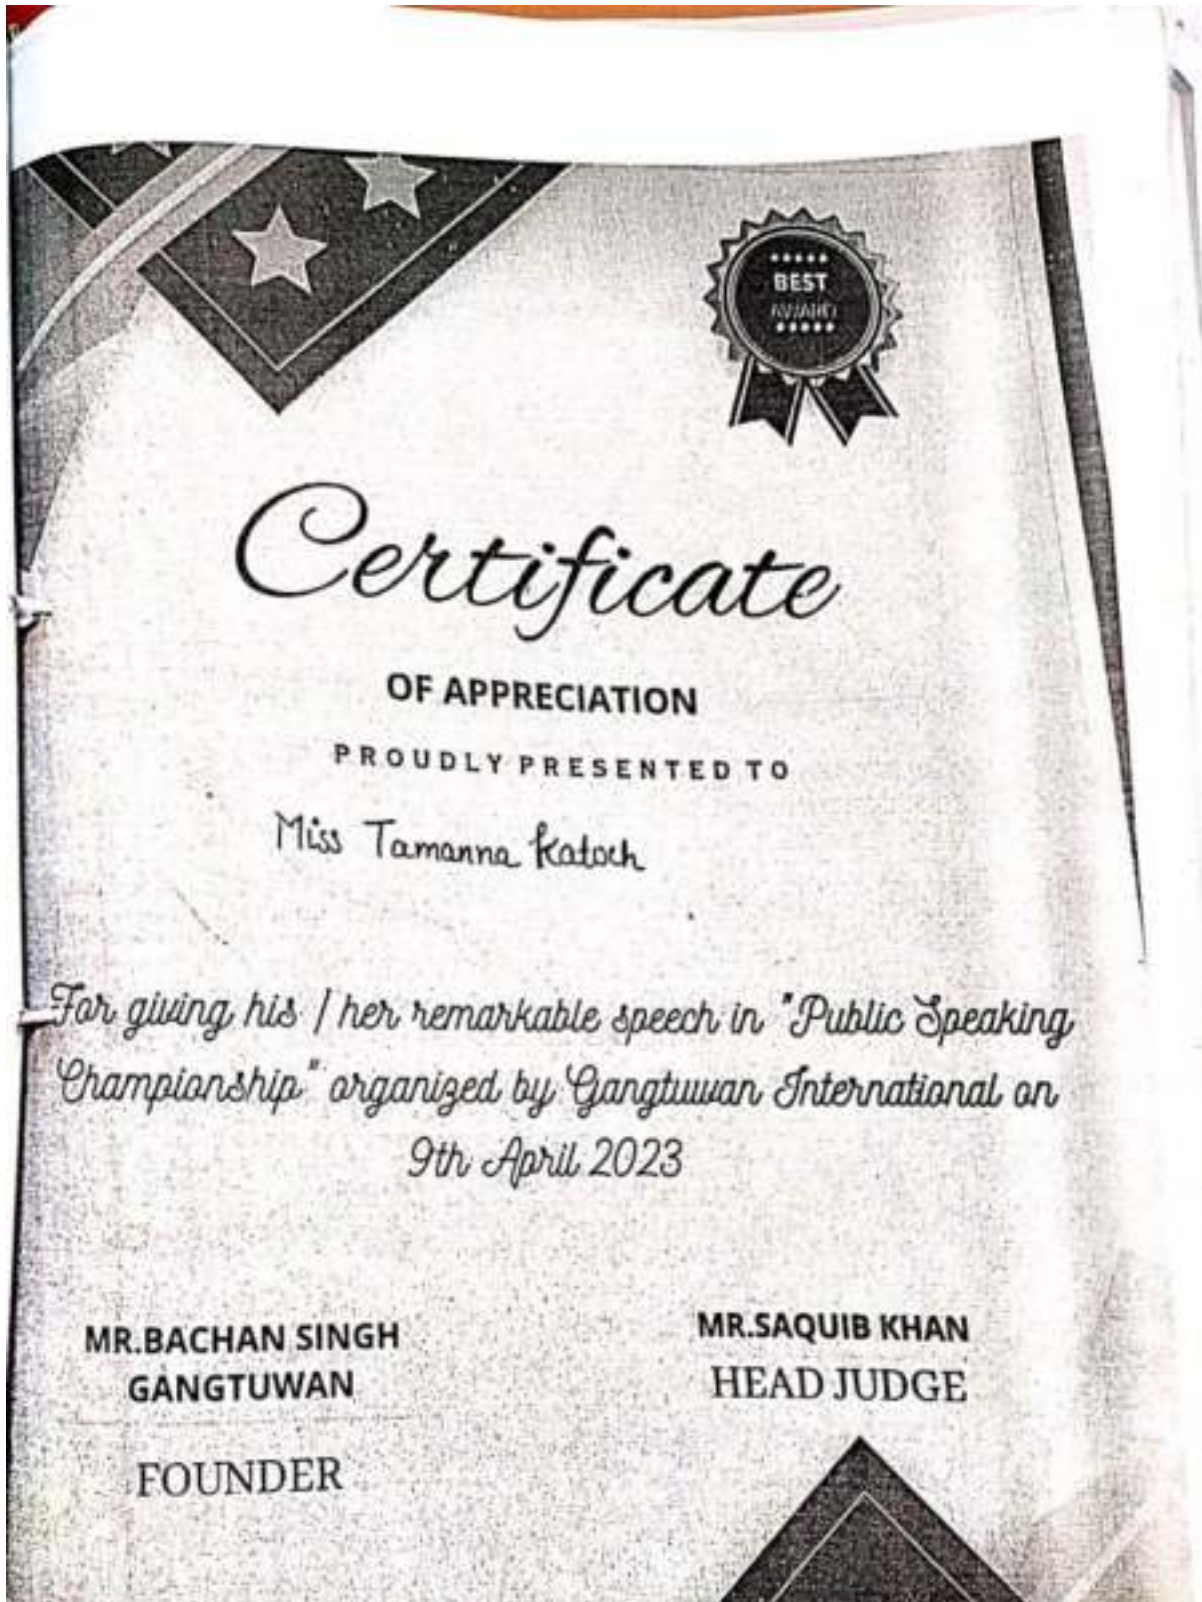 BEST
AWARD
Certificate
OF APPRECIATION
PROUDLY PRESENTED TO
Miss Tamanna Katoch
For giving his / her remarkable speech in "Public Speaking
Championship" organized by Gangtuwan International on
9th April 2023
MR.BACHAN SINGH
GANGTUWAN
FOUNDER
MR.SAQUIB KHAN
HEAD JUDGE